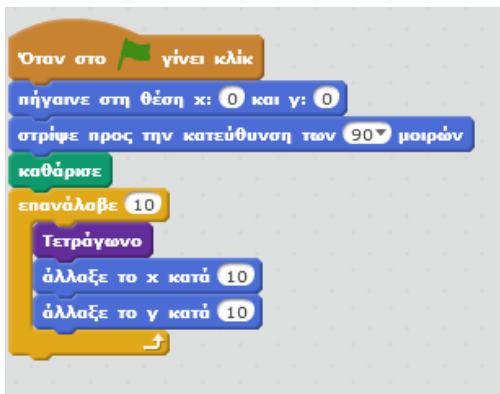 Όταν στο γίνει κλίκ
πήγαινε στη θέση x: 0 και y: 0
στρίψε προς την κατεύθυνση των 90 μοιρών
καθάρισε
επανάλαβε 10
Τετράγωνο
άλλαξε το x κατά 10
άλλαξε το y κατά 10